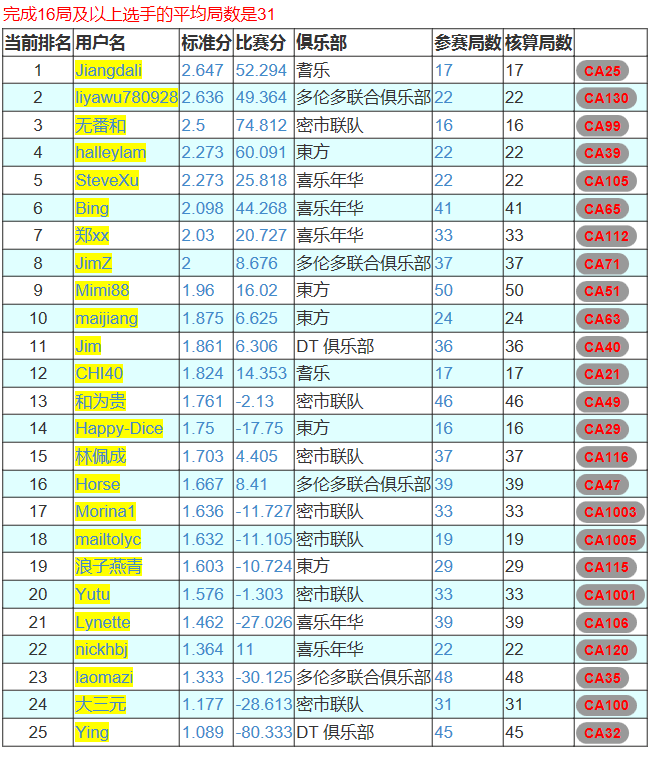 完成16局及以上选手的平均局数是31
当前排名 用户名 标准分 比赛分 俱乐部 参赛局数 核算局数
1 Jiangdali 2.647 52.294 耆乐 17 17 CA25
2 liyawu780928 2.636 49.364 多伦多联合俱乐部 22 22 CA130
3 无番和 2.5 74.812 密市联队 16 16 CA99
4 halleylam 2.273 60.091 東方 22 22 CA39
5 SteveXu 2.273 25.818 喜乐年华 22 22 CA105
6 Bing 2.098 44.268 喜乐年华 41 41 CA65
7 郑xx 2.03 20.727 喜乐年华 33 33 CA112
8 JimZ 2 8.676 多伦多联合俱乐部 37 37 CA71
9 Mimi88 1.96 16.02 東方 50 50 CA51
10 maijiang 1.875 6.625 東方 24 24 CA63
11 Jim 1.861 6.306 DT 俱乐部 36 36 CA40
12 CHI40 1.824 14.353 耆乐 17 17 CA21
13 和为贵 1.761 -2.13 密市联队 46 46 CA49
14 Happy-Dice 1.75 -17.75 東方 16 16 CA29
15 林佩成 1.703 4.405 密市联队 37 37 CA116
16 Horse 1.667 8.41 多伦多联合俱乐部 39 39 CA47
17 Morina1 1.636 -11.727 密市联队 33 33 CA1003
18 mailtolyc 1.632 -11.105 密市联队 19 19 CA1005
19 浪子燕青 1.603 -10.724 東方 29 29 CA115
20 Yutu 1.576 -1.303 密市联队 33 33 CA1001
21 Lynette 1.462 -27.026 喜乐年华 39 39 CA106
22 nickhbj 1.364 11 喜乐年华 22 22 CA120
23 laomazi 1.333 -30.125 多伦多联合俱乐部 48 48 CA35
24 大三元 1.177 -28.613 密市联队 31 31 CA100
25 Ying 1.089 -80.333 DT 俱乐部 45 45 CA32